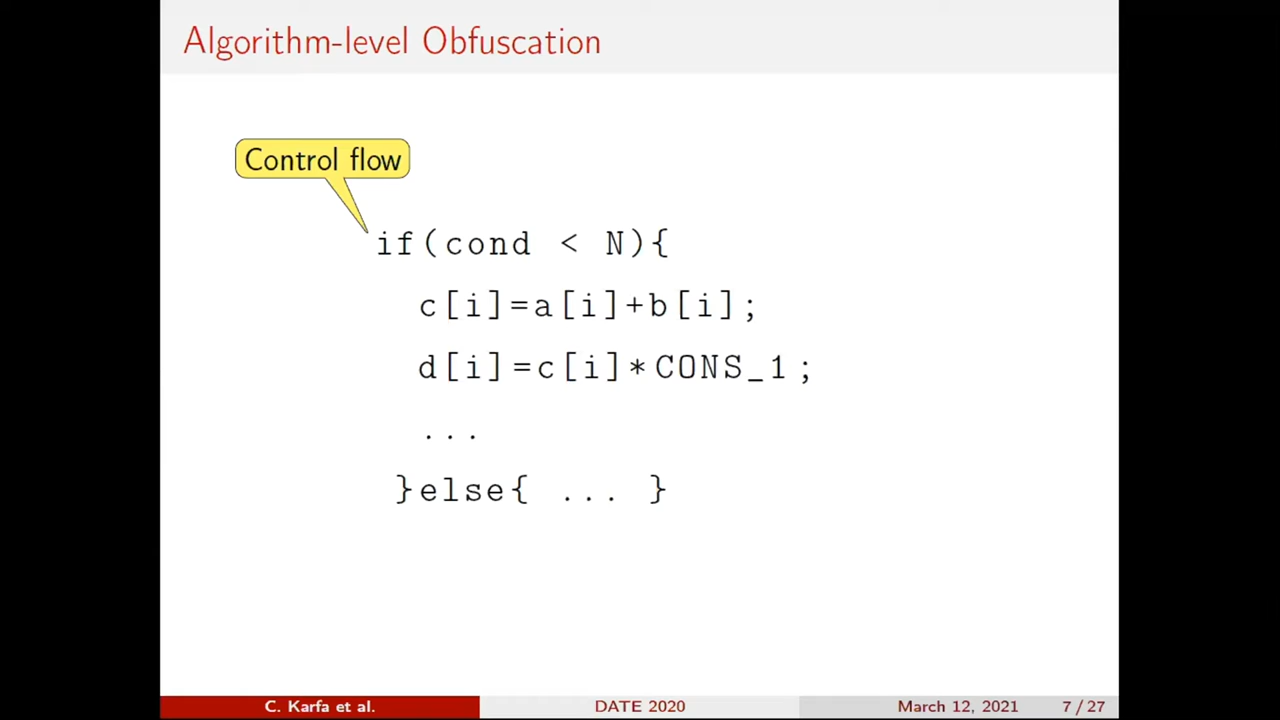 Algorithm-level Obfuscation
Control flow
if(cond < N){
c[i]=a[i]+b[i];
d[i]=c[i]*CONS_1;
...
}else{ ... }
C. Karfa et al. DATE 2020 March 12, 2021 7 / 27